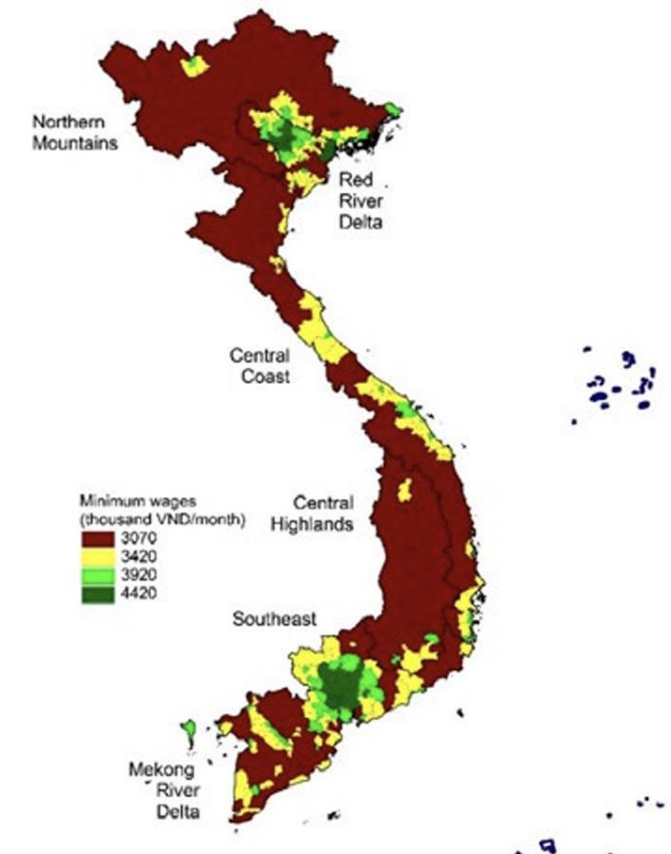 Northern
Mountains
Red
River
Delta
Central
Coast
Minimum wages
(thousand VND/month)
3070
3420
3920
4420
Central
Highlands
Southeast
Mekong
River
Delta